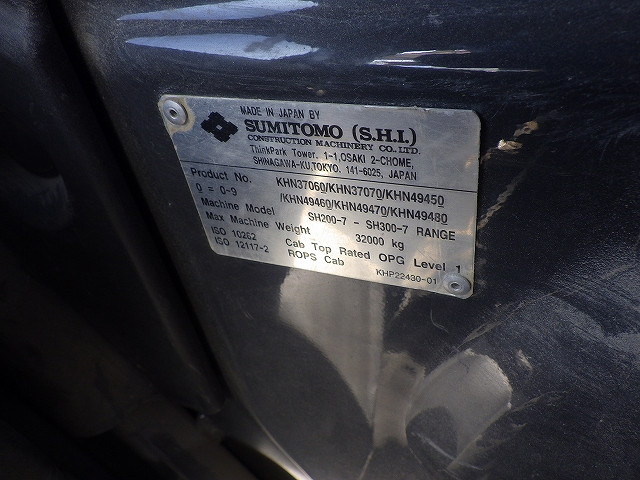 MADE IN JAPAN BY
SUMITOMO (S.H.I.)
CONSTRUCTION MACHINERY CO., LTD.
ThinkPark Tower. 1-1,OSAKI 2-CHOME,
SHINAGAWA-KU,TOKYO. 141-6025, JAPAN
Product No. KHN37060/KHN37070/KHN49450
0 = 0-9 /KHN49460/KHN49470/KHN49480
Machine Model SH200-7 - SH300-7 RANGE
Max Machine Weight 32000 kg
ISO 10262 Cab Top Rated OPG Level 1
ISO 12117-2 ROPS Cab
KHP22430-01